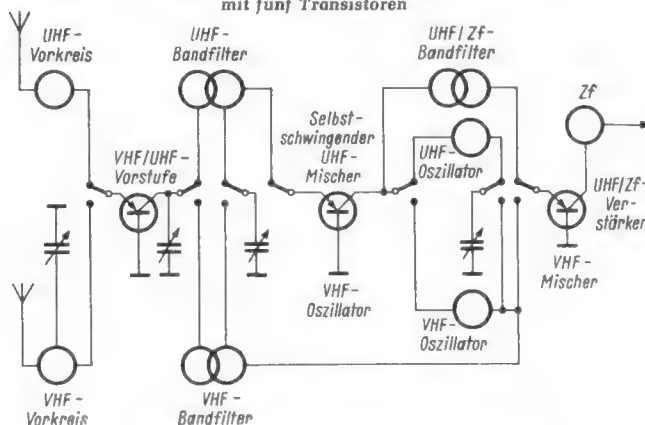 mit fünf Transistoren
UHF-
Vorkreis
UHF-
Bandfilter
UHF/Zf-
Bandfilter
Zf
VHF/UHF-
Vorstufe
Selbst-
schwingender
UHF-
Mischer
UHF-
Oszillator
UHF/Zf-
Ver-
stärker
VHF-
Oszillator
VHF-
Oszillator
VHF-
Mischer
VHF-
Vorkreis
VHF-
Bandfilter